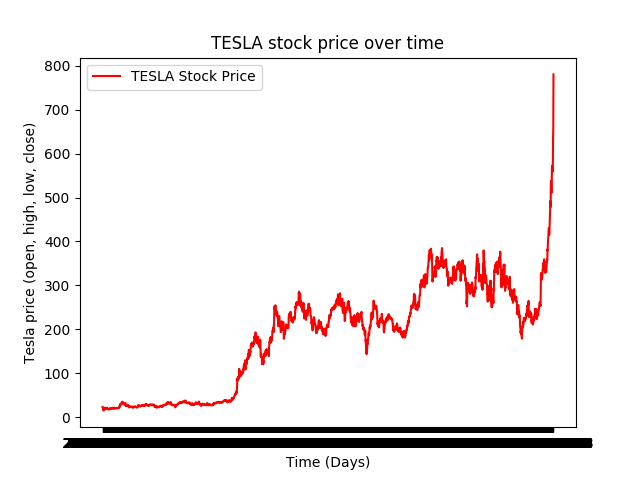 TESLA stock price over time
TESLA Stock Price
800
700
600
500
400
300
200
100
0
Tesla price (open, high, low, close)
Time (Days)